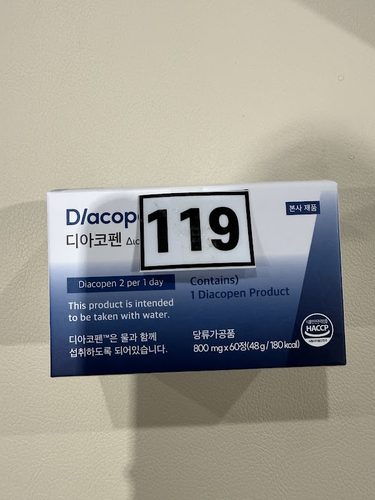 D/acope
119
본사 제품
디아코펜
Diacopen 2 per 1 day
Contains)
1 Diacopen Product
This product is intended
to be taken with water.
디아코펜™은 물과 함께
섭취하도록 되어있습니다.
당류가공품
800 mg x 60정(48g/180 kcal)
HACCP